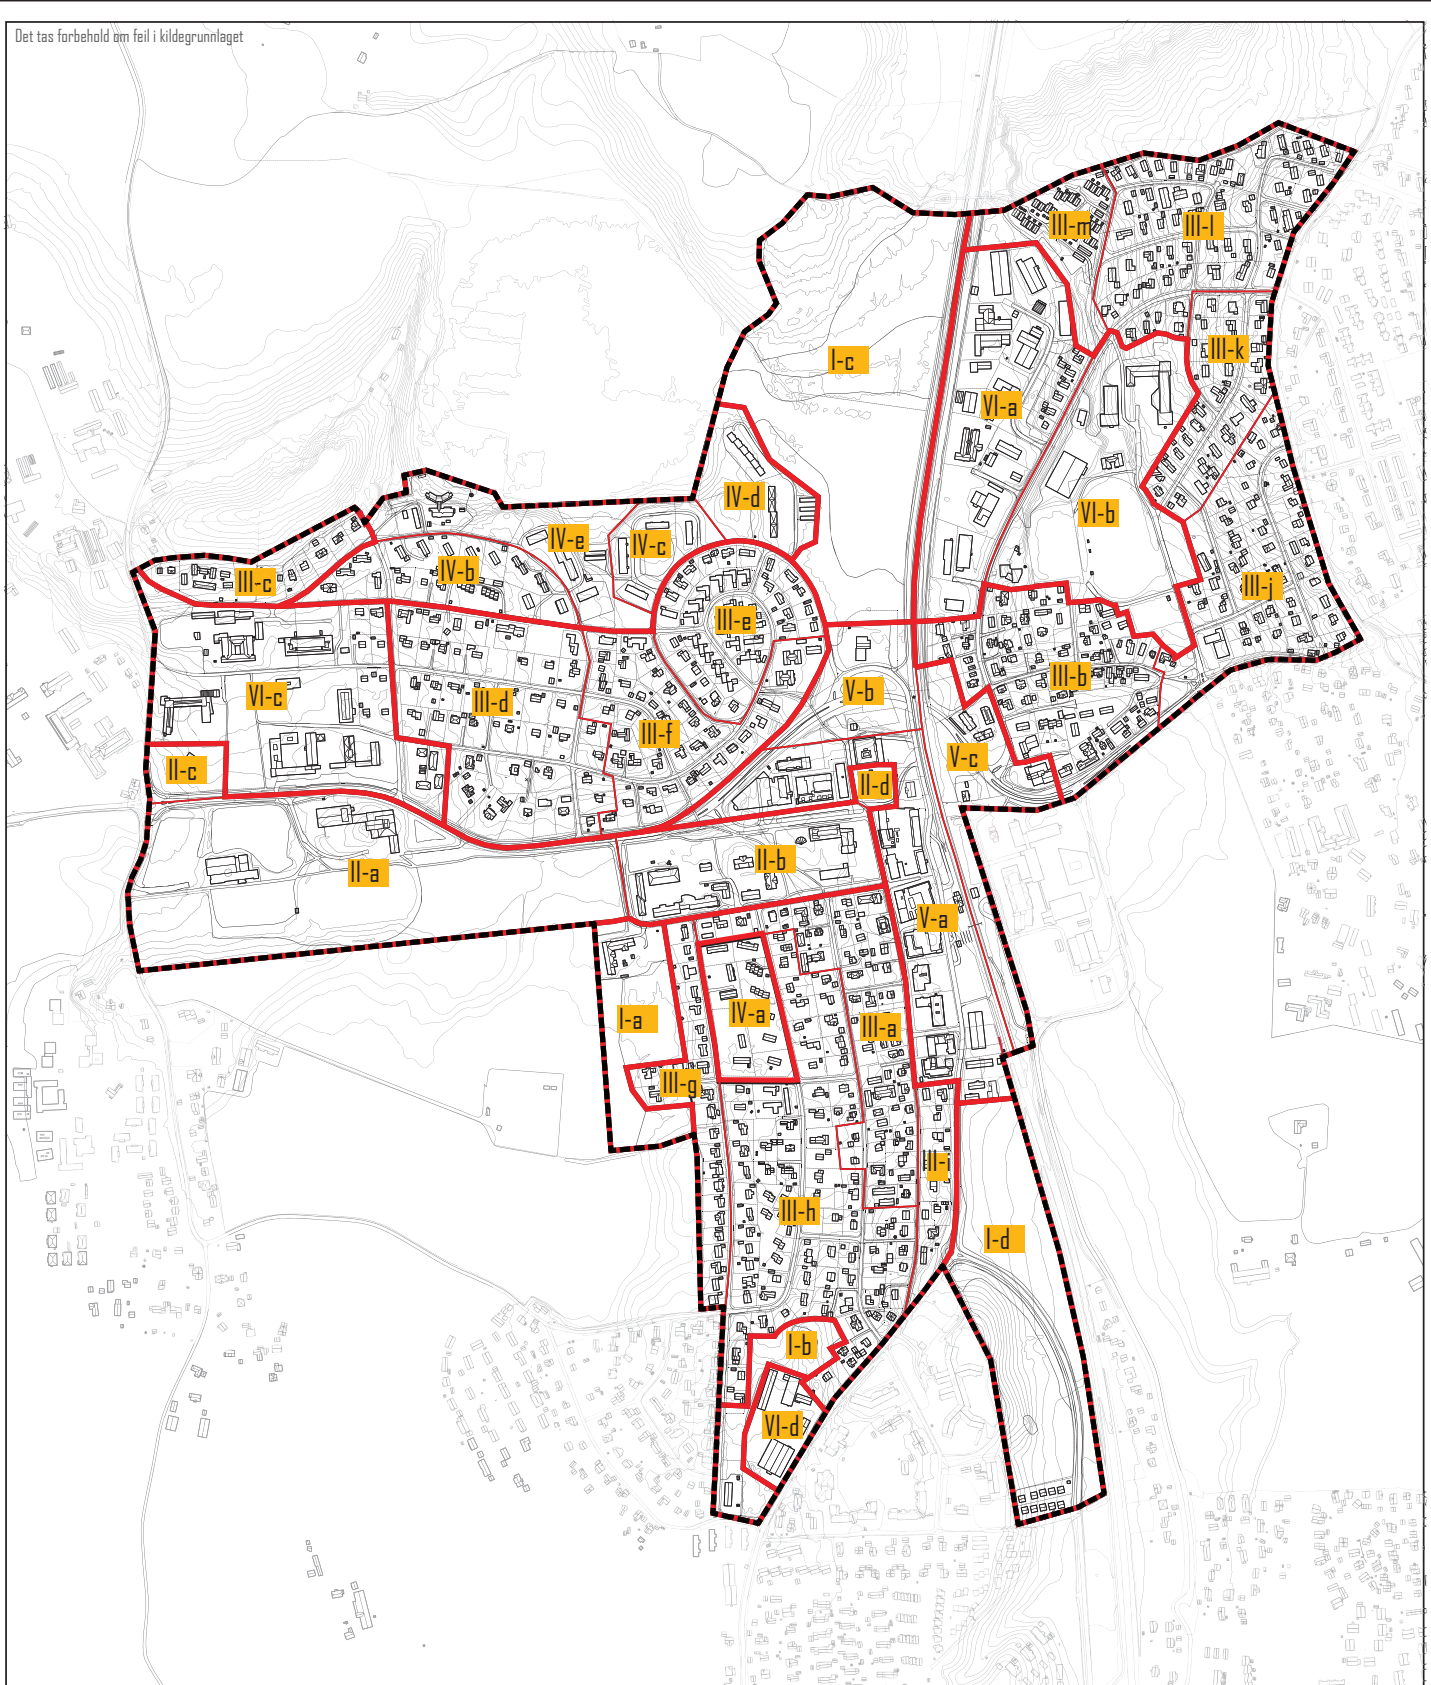 Det tas forbehold om feil i kildegrunnlaget
III-m
III-l
III-k
I-c
VI-a
IV-d
VI-b
IV-e
IV-c
IV-b
III-c
III-j
III-e
III-b
V-b
VI-c
III-d
III-f
V-c
II-c
II-d
II-b
II-a
V-a
IV-a
I-a
III-a
III-g
III-i
III-h
I-d
I-b
VI-d